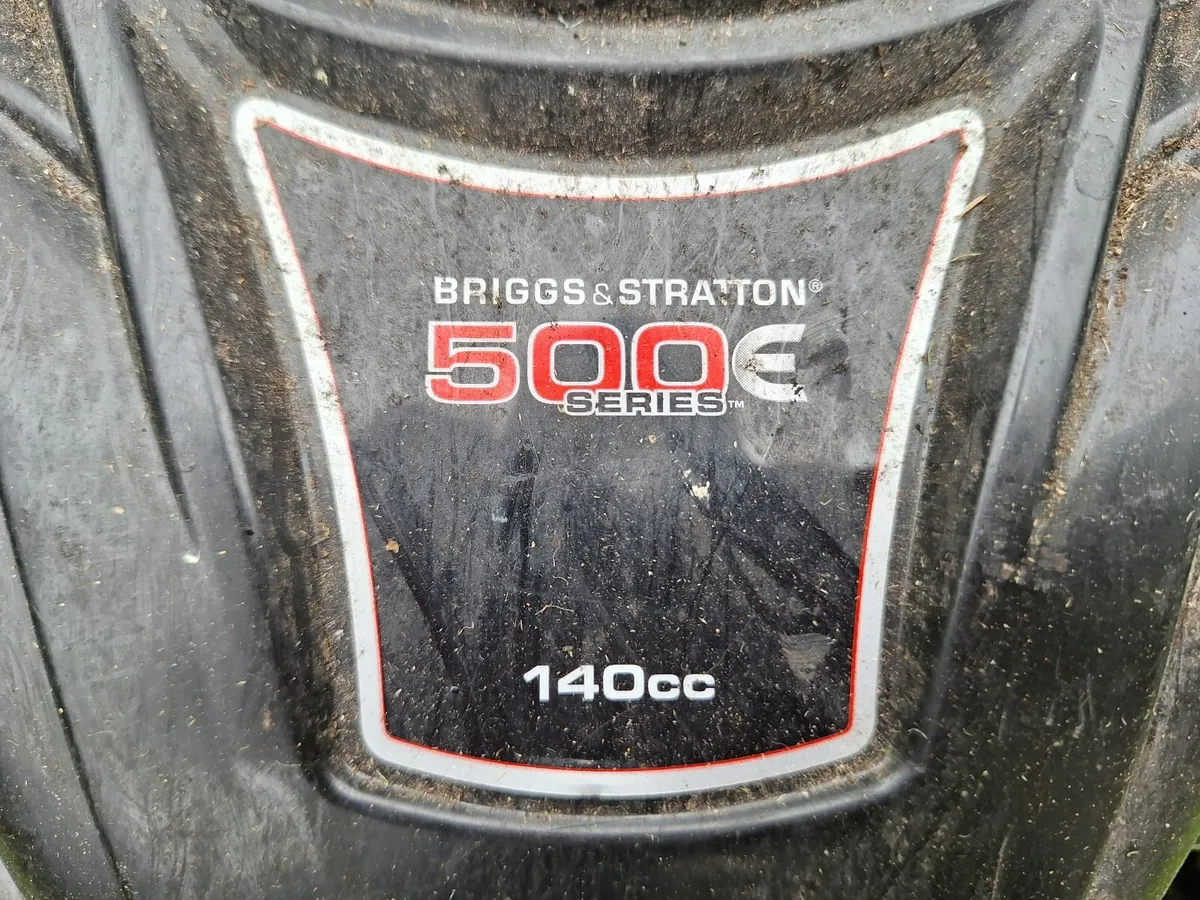 BRIGGS & STRATTON®
500E
SERIES™
140cc